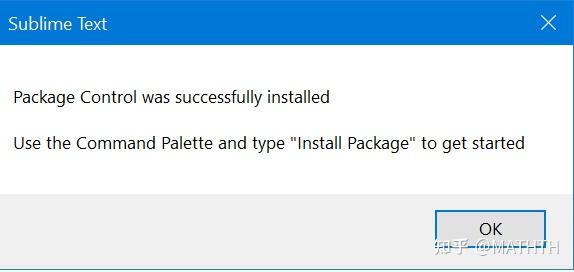 Sublime Text
Package Control was successfully installed
Use the Command Palette and type "Install Package" to get started
OK
知乎 @MATHTH